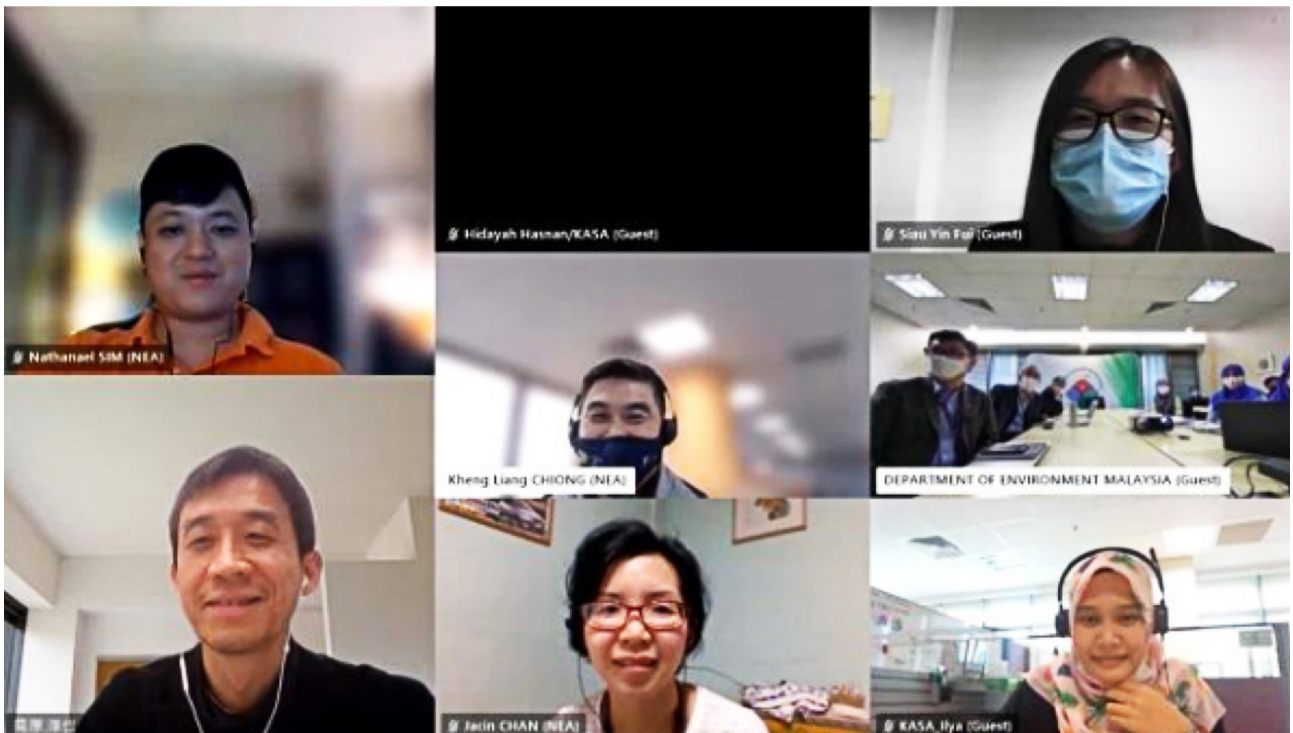 Nathanael SIM (NEA)
Hidayah Hasnan/KASA (Guest)
Siau Yin Fui (Guest)
Kheng Liang CHIONG (NEA)
DEPARTMENT OF ENVIRONMENT MALAYSIA (Guest)
Jacin CHAN (NEA)
KASA_Ilya (Guest)